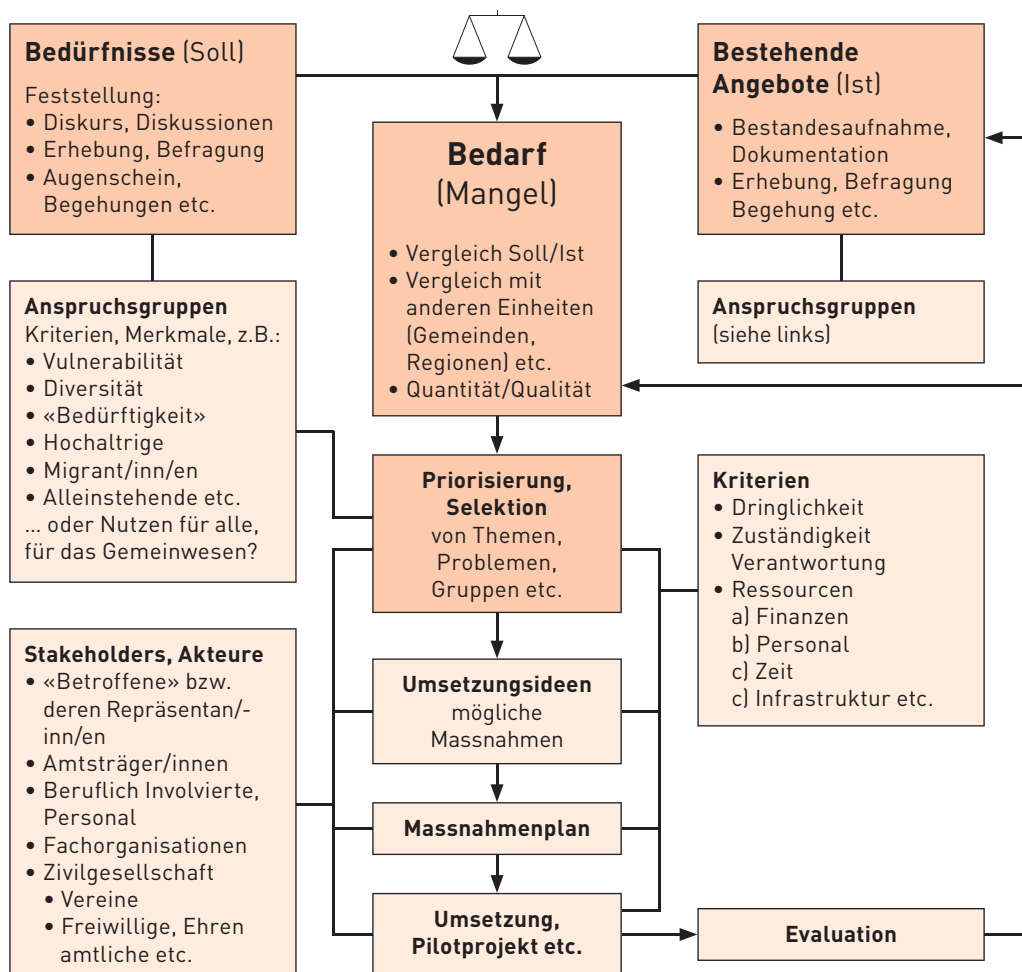 Bedürfnisse (Soll)
Feststellung:
• Diskurs, Diskussionen
• Erhebung, Befragung
• Augenschein,
Begehungen etc.
Bedarf
(Mangel)
• Vergleich Soll/Ist
• Vergleich mit
anderen Einheiten
(Gemeinden,
Regionen) etc.
• Quantität/Qualität
Bestehende
Angebote (Ist)
• Bestandesaufnahme,
Dokumentation
• Erhebung, Befragung
Begehung etc.
Anspruchsgruppen
Kriterien, Merkmale, z.B.:
• Vulnerabilität
• Diversität
• «Bedürftigkeit»
• Hochaltrige
• Migrant/inn/en
• Alleinstehende etc.
... oder Nutzen für alle,
für das Gemeinwesen?
Anspruchsgruppen
(siehe links)
Priorisierung,
Selektion
von Themen,
Problemen,
Gruppen etc.
Kriterien
• Dringlichkeit
• Zuständigkeit
Verantwortung
• Ressourcen
a) Finanzen
b) Personal
c) Zeit
c) Infrastruktur etc.
Stakeholders, Akteure
• «Betroffene» bzw.
deren Repräsentan/-
inn/en
• Amtsträger/innen
• Beruflich Involvierte,
Personal
• Fachorganisationen
• Zivilgesellschaft
• Vereine
• Freiwillige, Ehren
amtliche etc.
Umsetzungsideen
mögliche
Massnahmen
Massnahmenplan
Umsetzung,
Pilotprojekt etc.
Evaluation